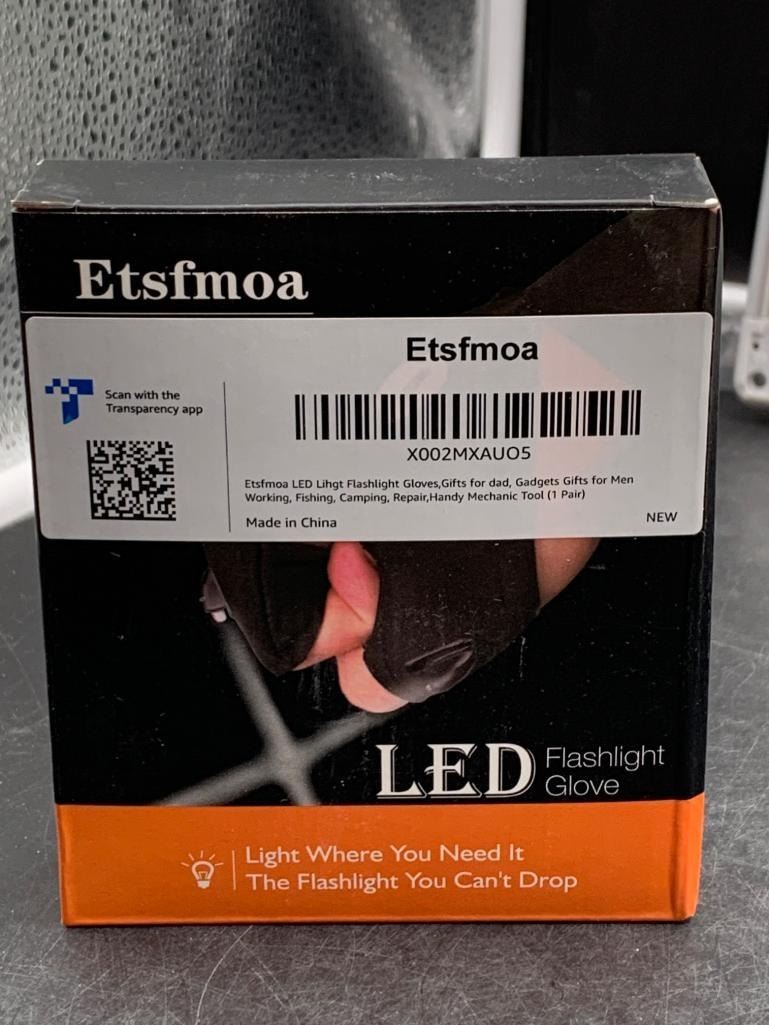 Etsfmoa
Etsfmoa
Scan with the
Transparency app
X002MXAUO5
Etsfmoa LED Lihgt Flashlight Gloves,Gifts for dad, Gadgets Gifts for Men
Working, Fishing, Camping, Repair,Handy Mechanic Tool (1 Pair)
Made in China
NEW
LED Flashlight
Glove
Light Where You Need It
The Flashlight You Can't Drop